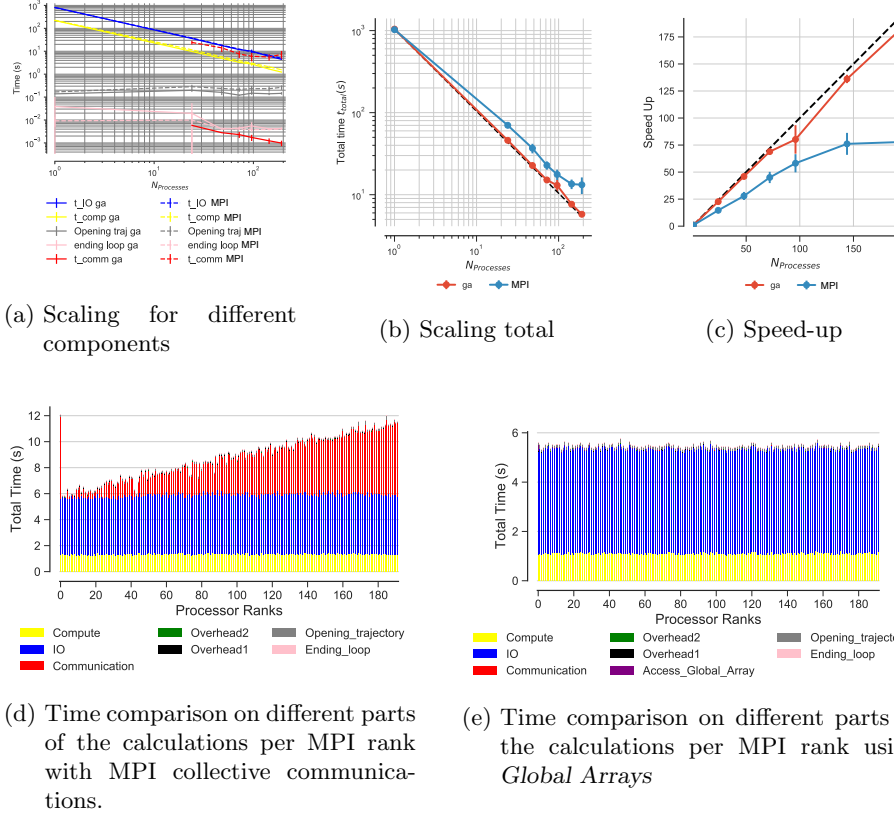 10³
10²
10¹
10⁰
10⁻¹
10⁻²
10⁻³
Time (s)
10⁰
10¹
10²
N_Processes
t_IO ga
t_IO MPI
t_comp ga
t_comp MPI
Opening traj ga
Opening traj MPI
ending loop ga
ending loop MPI
t_comm ga
t_comm MPI
(a) Scaling for different
components
10³
10²
10¹
Total time t_total(s)
10⁰
10¹
10²
N_Processes
ga
MPI
(b) Scaling total
175
150
125
100
75
50
25
0
Speed Up
50
100
150
N_Processes
ga
MPI
(c) Speed-up
12
10
8
6
4
2
0
Total Time (s)
0 20 40 60 80 100 120 140 160 180
Processor Ranks
Compute
Overhead2
Opening_trajectory
IO
Overhead1
Ending_loop
Communication
(d) Time comparison on different parts
of the calculations per MPI rank
with MPI collective communica-
tions.
6
4
2
0
Total Time (s)
0 20 40 60 80 100 120 140 160 180
Processor Ranks
Compute
Overhead2
Opening_trajecto
IO
Overhead1
Ending_loop
Communication
Access_Global_Array
(e) Time comparison on different parts
the calculations per MPI rank usi
Global Arrays